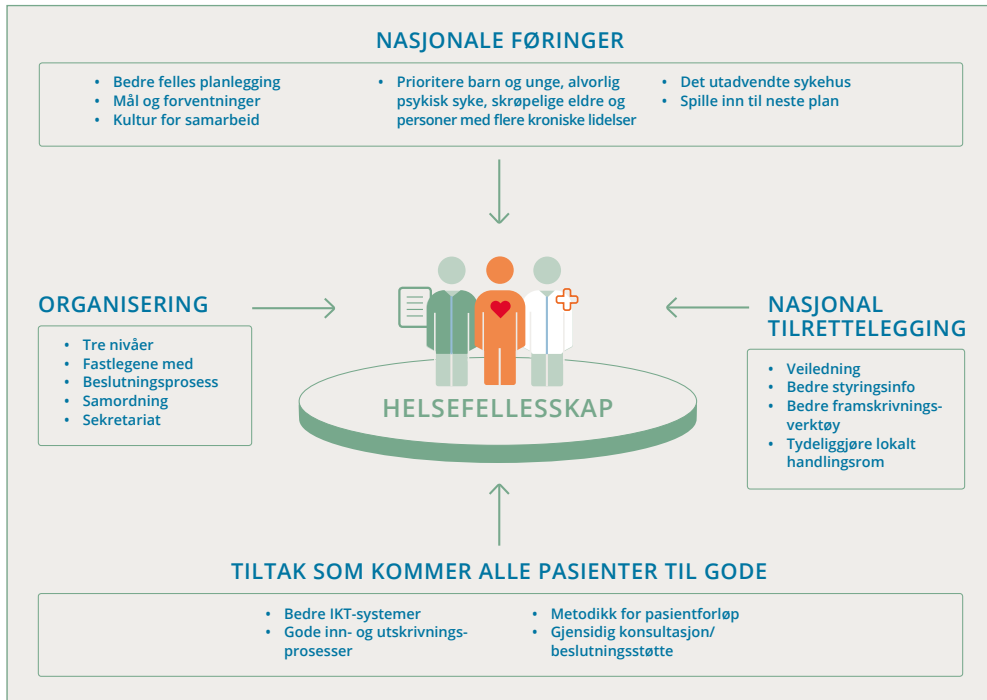 NASJONALE FØRINGER
• Bedre felles planlegging
• Mål og forventninger
• Kultur for samarbeid
• Prioritere barn og unge, alvorlig
psykisk syke, skrøpelige eldre og
personer med flere kroniske lidelser
• Det utadvendte sykehus
• Spille inn til neste plan
ORGANISERING
• Tre nivåer
• Fastlegene med
• Beslutningsprosess
• Samordning
• Sekretariat
HELSEFELLESSKAP
NASJONAL
TILRETTELEGGING
• Veiledning
• Bedre styringsinfo
• Bedre framskrivnings-
verktøy
• Tydeliggjøre lokalt
handlingsrom
TILTAK SOM KOMMER ALLE PASIENTER TIL GODE
• Bedre IKT-systemer
• Gode inn- og utskrivnings-
prosesser
• Metodikk for pasientforløp
• Gjensidig konsultasjon/
beslutningsstøtte